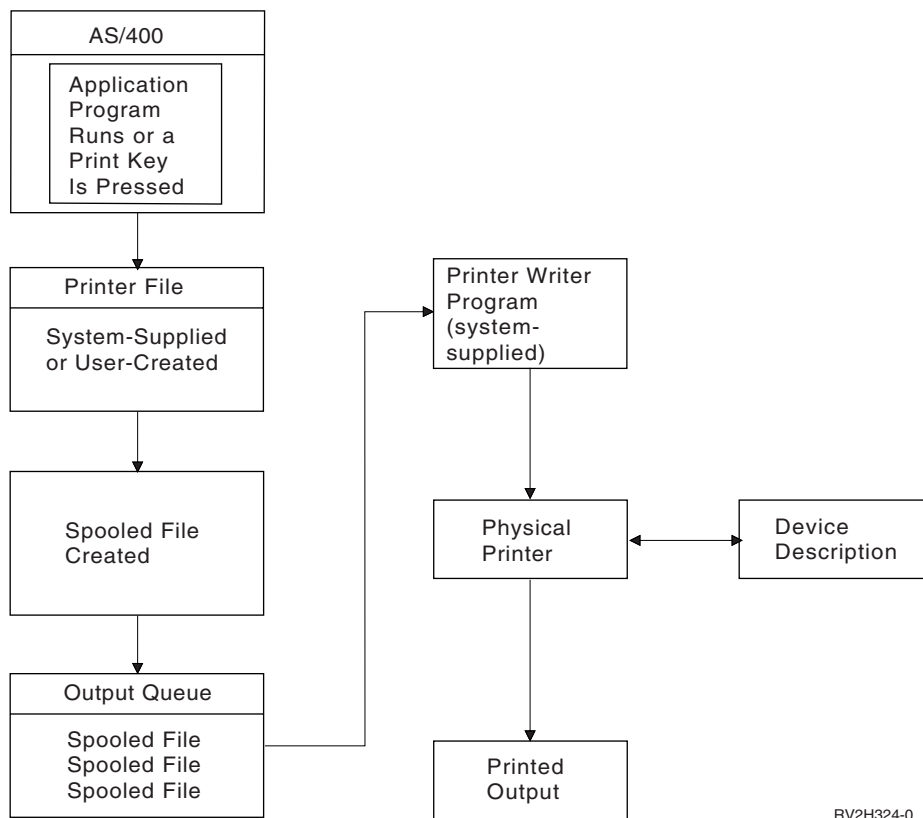 AS/400
Application
Program
Runs or a
Print Key
Is Pressed
Printer File
System-Supplied
or User-Created
Spooled File
Created
Output Queue
Spooled File
Spooled File
Spooled File
Printer Writer
Program
(system-
supplied)
Physical
Printer
Device
Description
Printed
Output
RV2H324-0